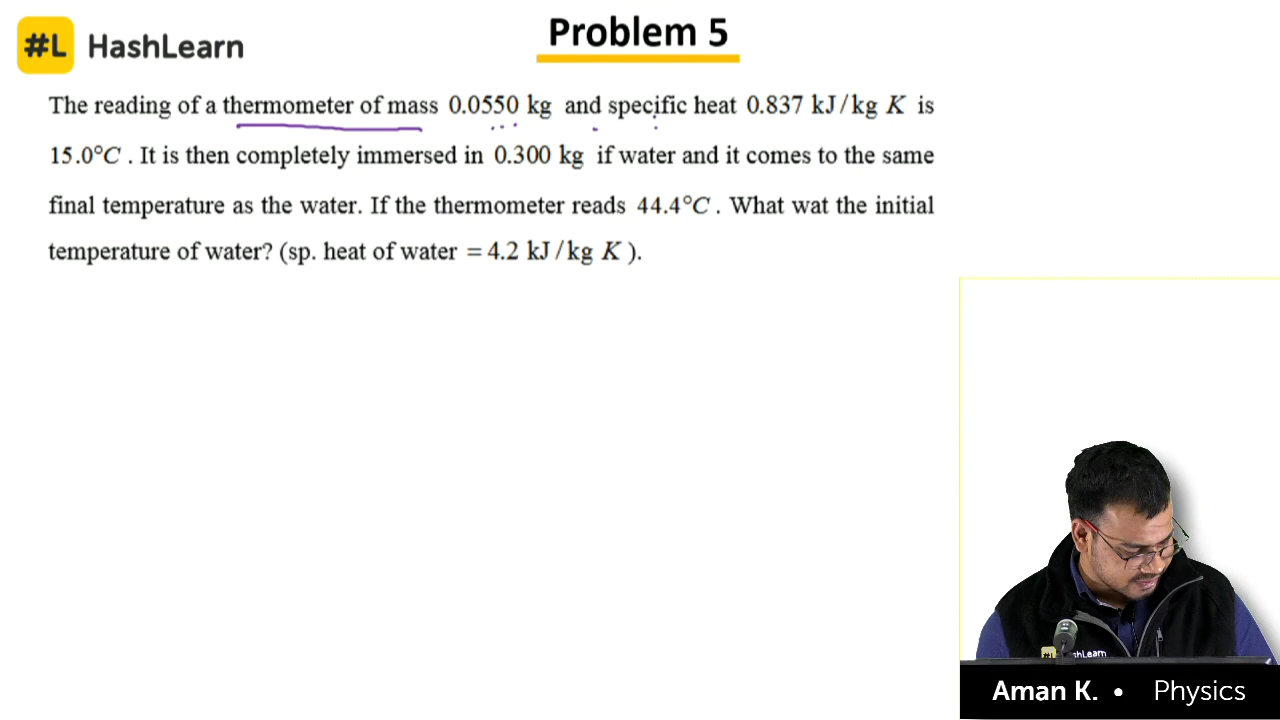 #L HashLearn
Problem 5
The reading of a thermometer of mass 0.0550 kg and specific heat 0.837 kJ/kg K is
15.0°C . It is then completely immersed in 0.300 kg if water and it comes to the same
final temperature as the water. If the thermometer reads 44.4°C . What wat the initial
temperature of water? (sp. heat of water = 4.2 kJ/kg K ).
#L HashLearn
Aman K. • Physics